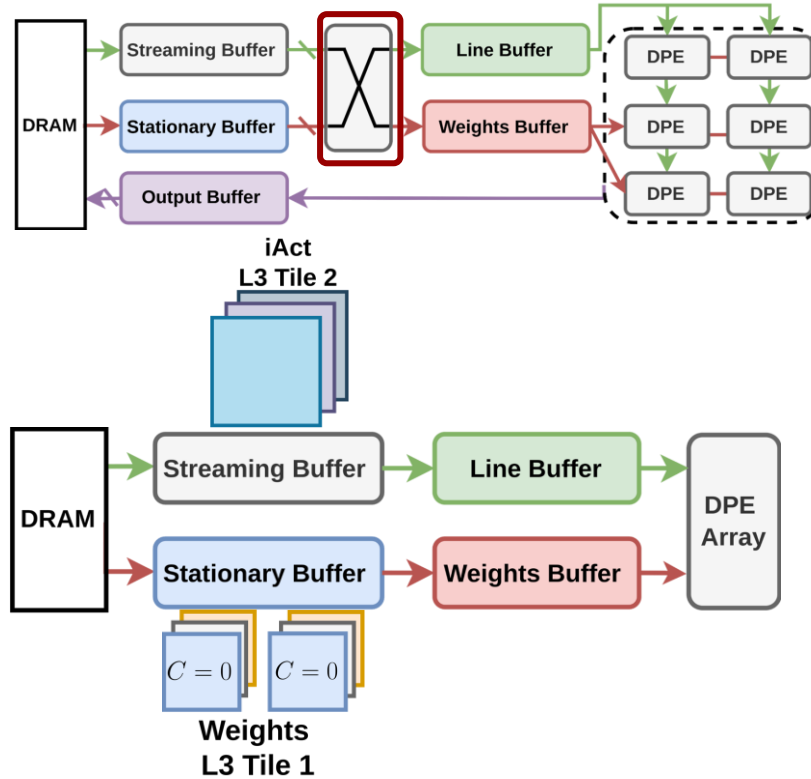 Streaming Buffer
Line Buffer
DPE
DPE
DRAM
Stationary Buffer
Weights Buffer
DPE
DPE
Output Buffer
DPE
DPE
iAct
L3 Tile 2
Streaming Buffer
Line Buffer
DRAM
DPE
Array
Stationary Buffer
Weights Buffer
C = 0
C = 0
Weights
L3 Tile 1